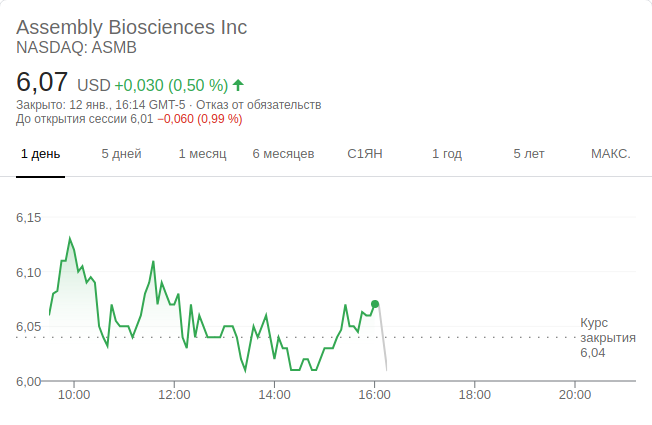 Assembly Biosciences Inc
NASDAQ: ASMB
6,07 USD +0,030 (0,50 %)
Закрыто: 12 янв., 16:14 GMT-5 · Отказ от обязательств
До открытия сессии 6,01 −0,060 (0,99 %)
1 день 5 дней 1 месяц 6 месяцев С1ЯН 1 год 5 лет МАКС.
6,15
6,10
6,05
6,00
Курс
закрытия
6,04
10:00 12:00 14:00 16:00 18:00 20:00